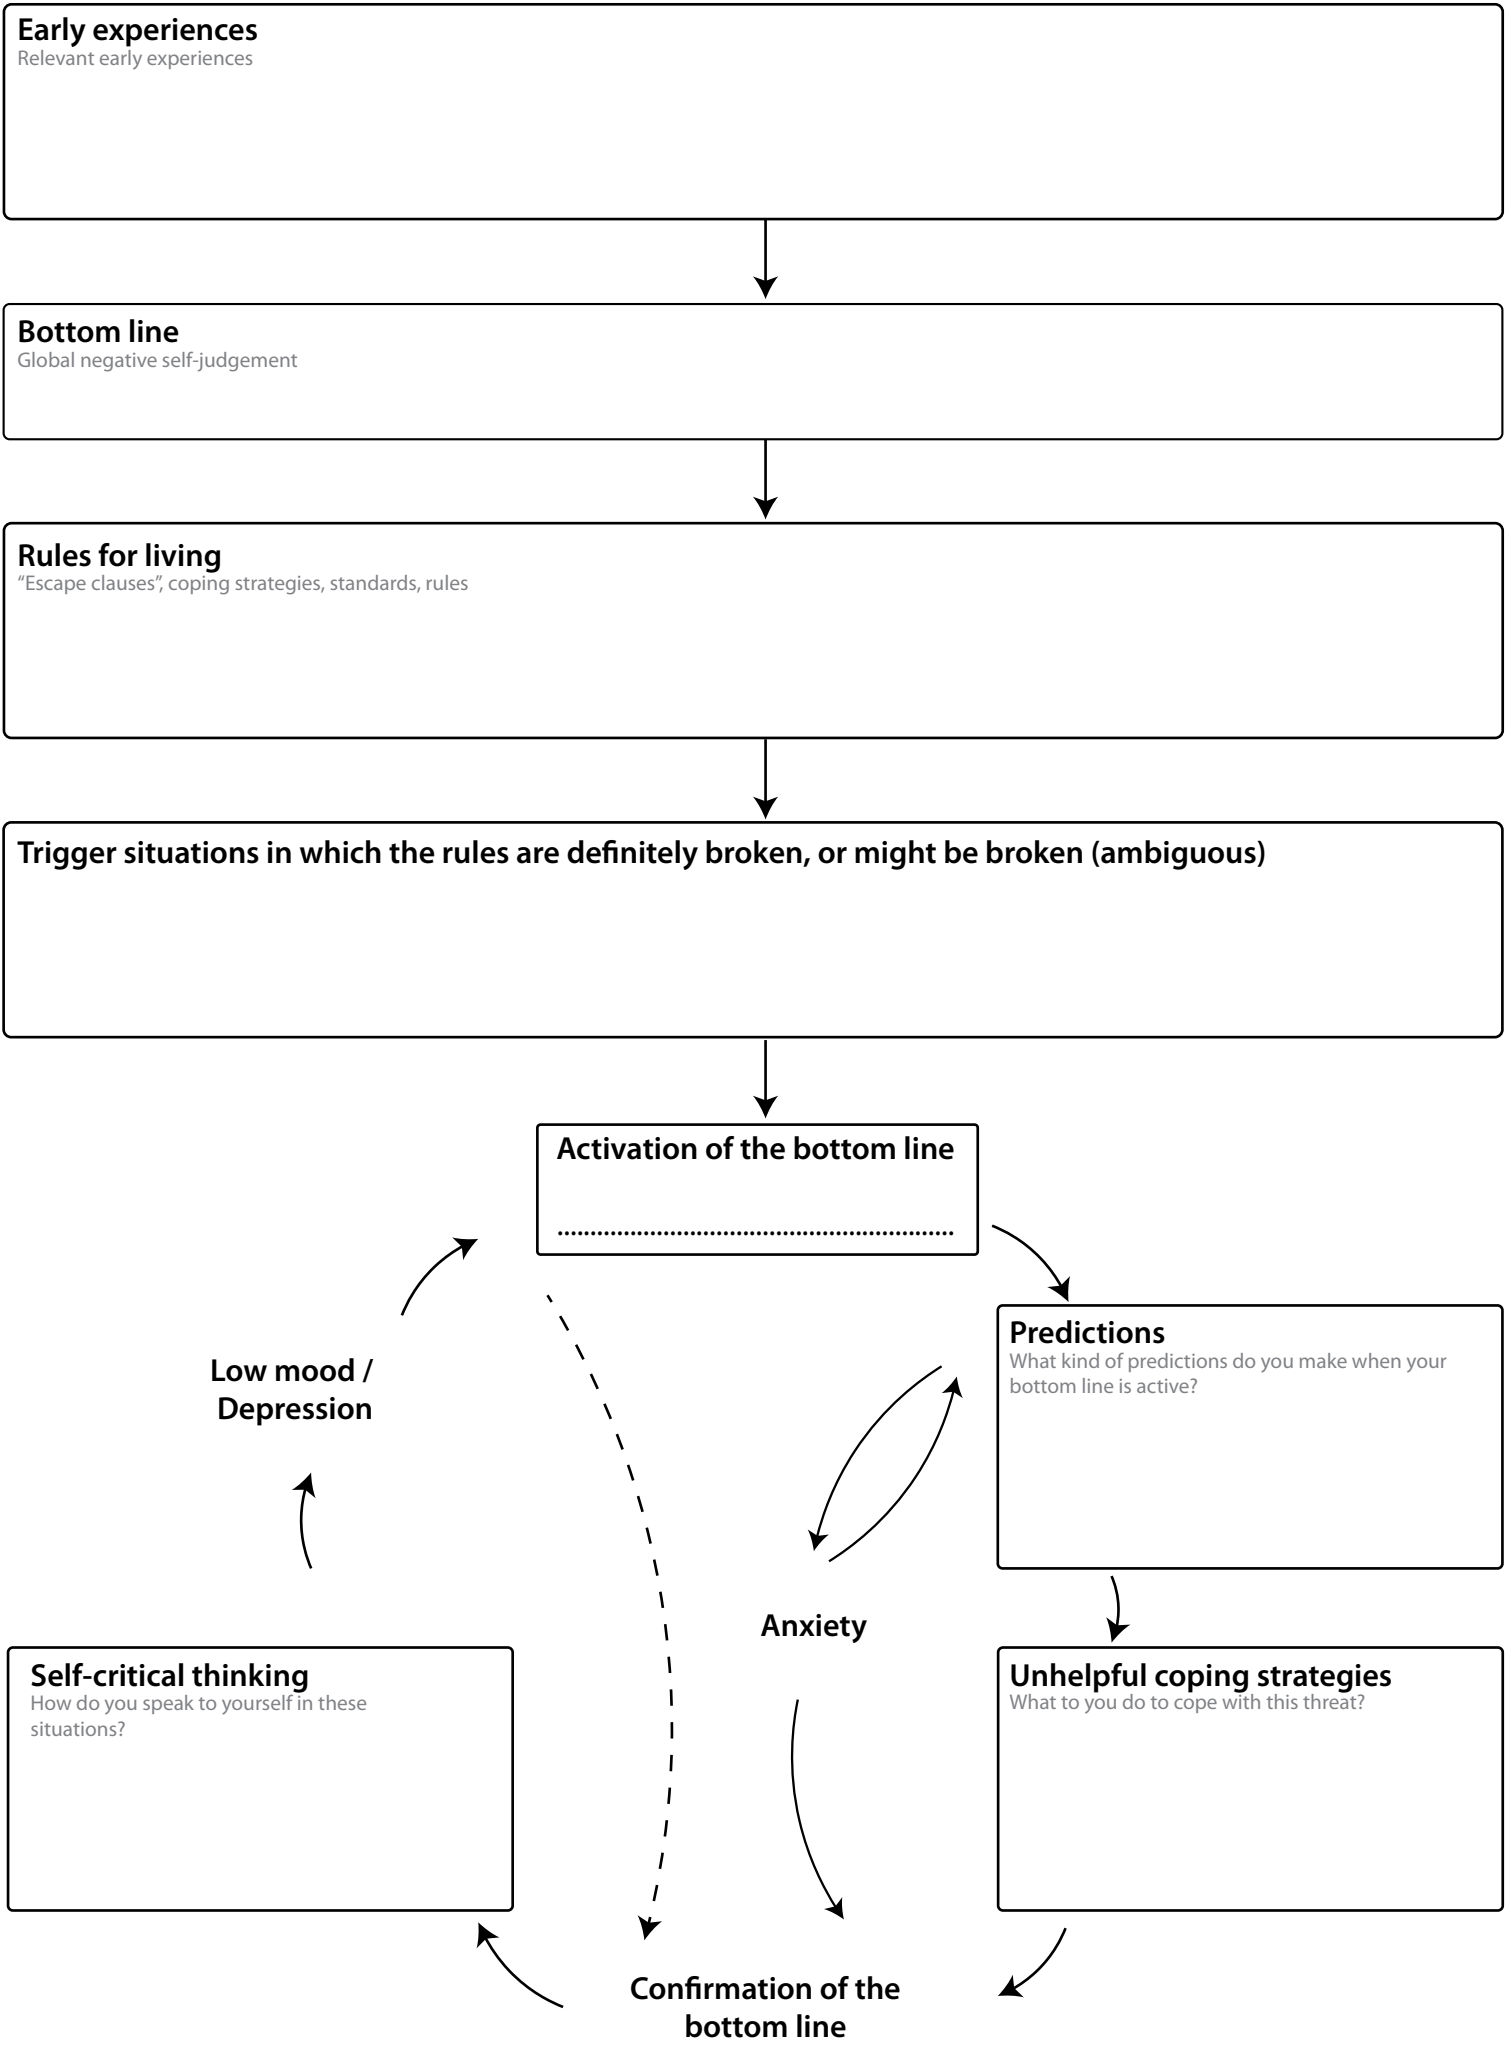 Early experiences
Relevant early experiences
Bottom line
Global negative self-judgement
Rules for living
“Escape clauses”, coping strategies, standards, rules
Trigger situations in which the rules are definitely broken, or might be broken (ambiguous)
Activation of the bottom line
Predictions
What kind of predictions do you make when your
bottom line is active?
Low mood /
Depression
Anxiety
Self-critical thinking
How do you speak to yourself in these
situations?
Unhelpful coping strategies
What to you do to cope with this threat?
Confirmation of the
bottom line